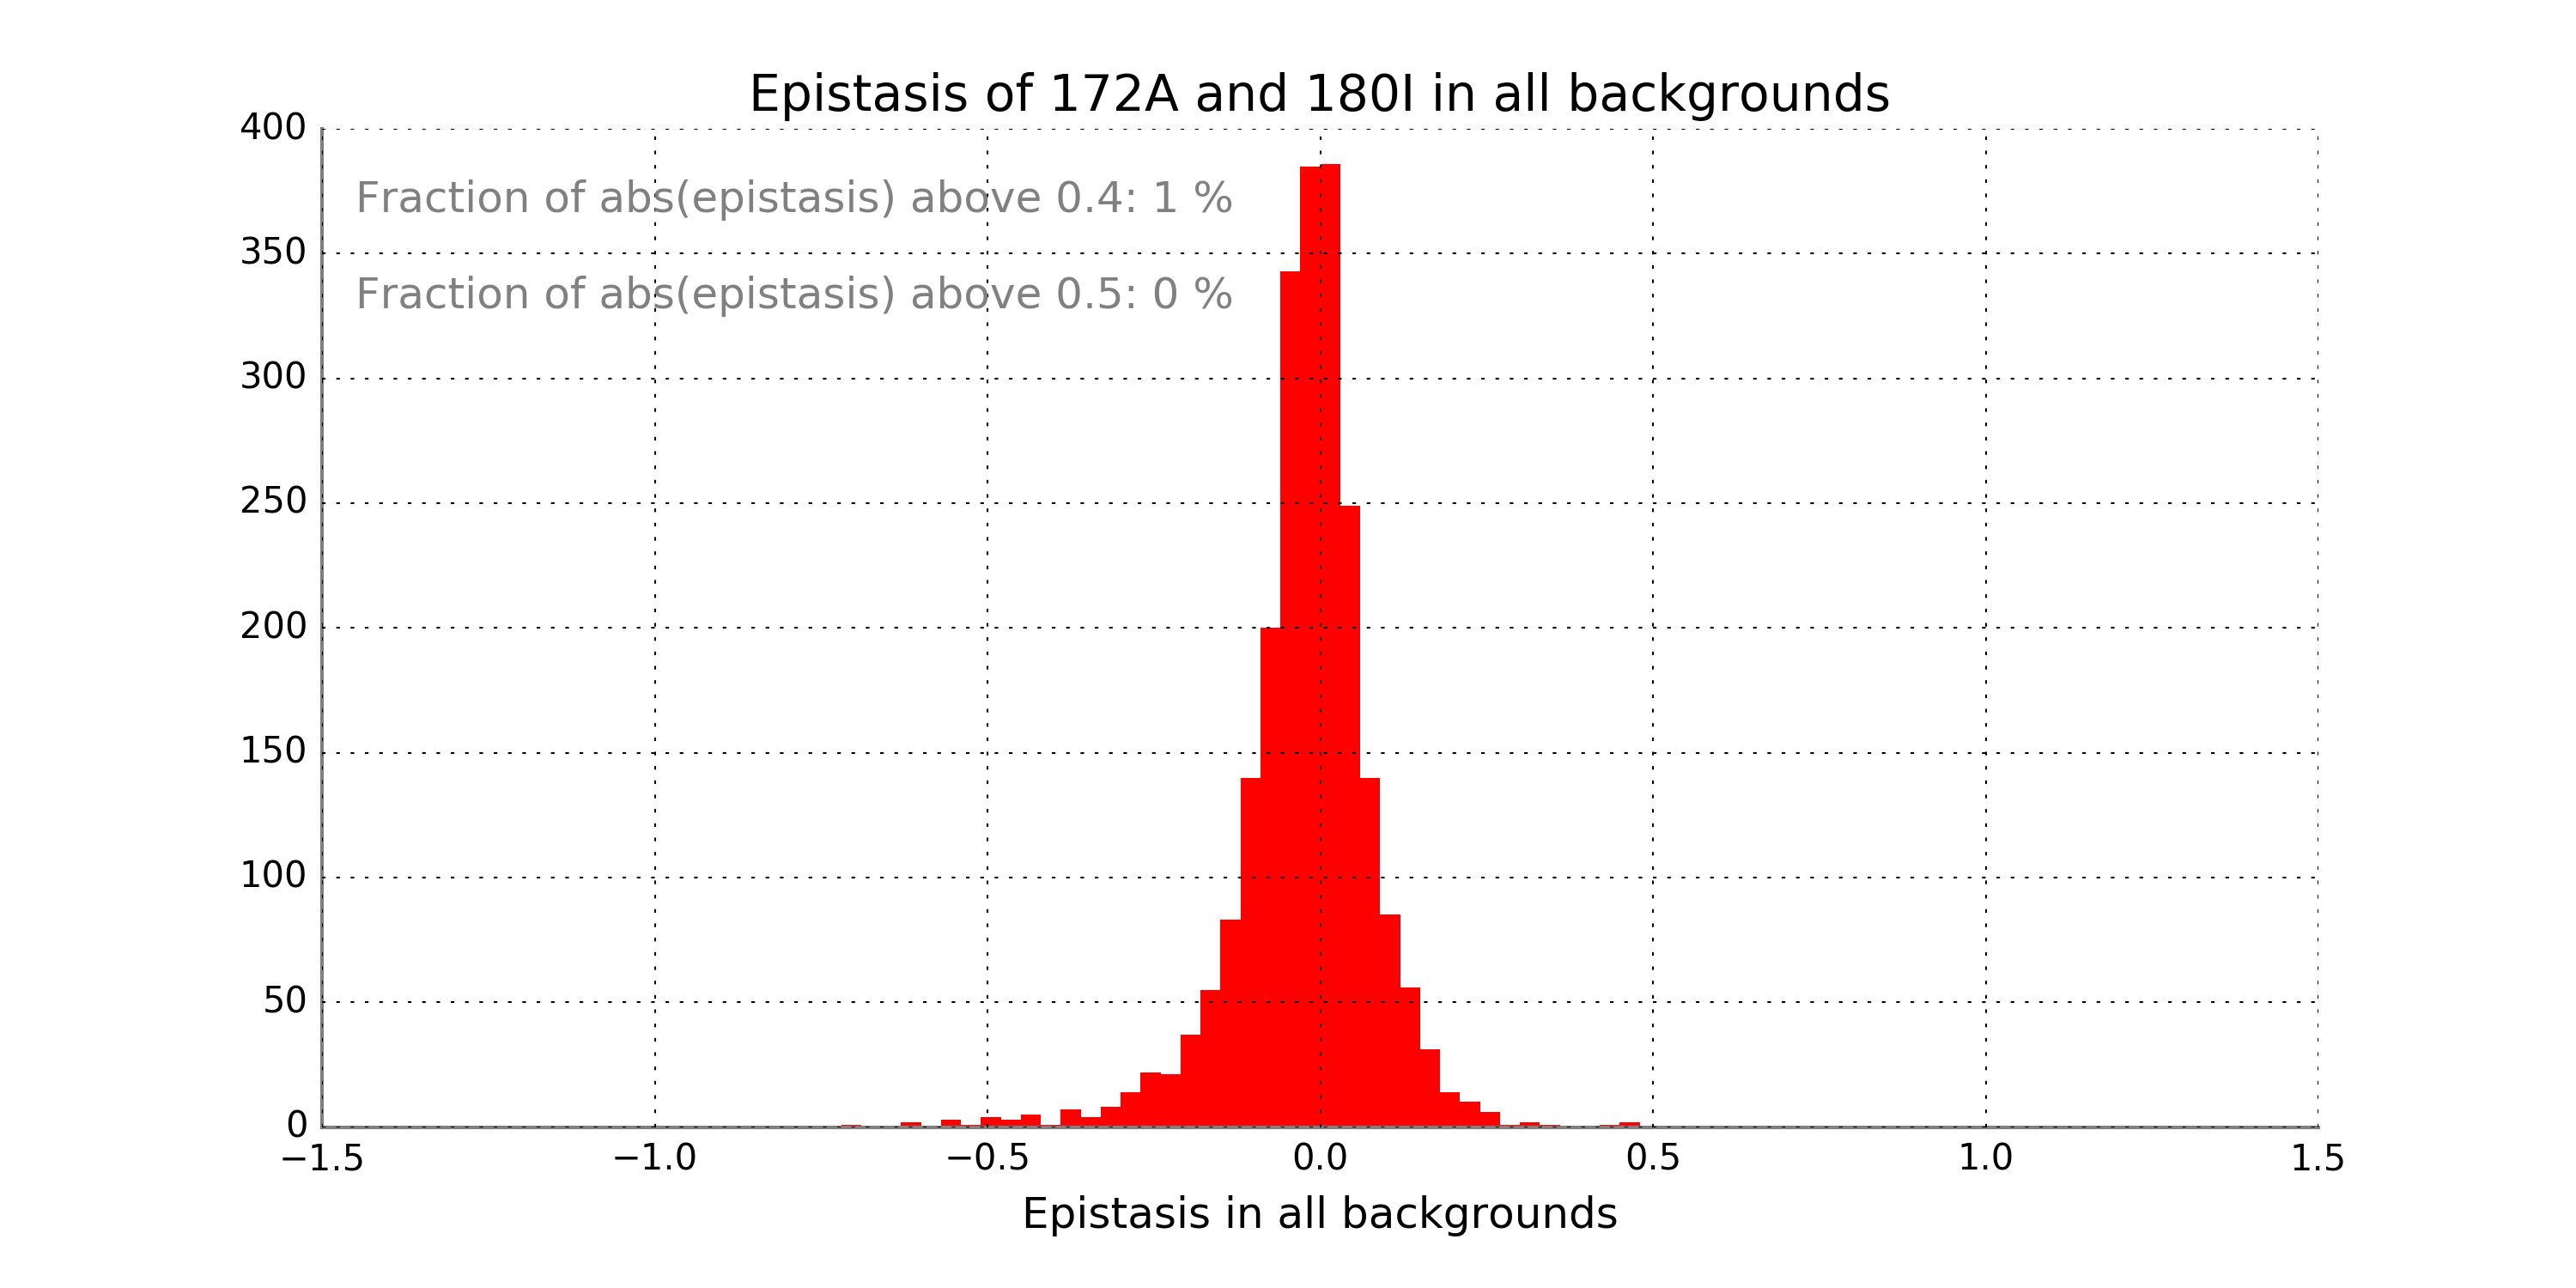 Epistasis of 172A and 180I in all backgrounds
400
Fraction of abs(epistasis) above 0.4: 1 %
350
Fraction of abs(epistasis) above 0.5: 0 %
300
250
200
150
100
50
0
−1.5 −1.0 −0.5 0.0 0.5 1.0 1.5
Epistasis in all backgrounds